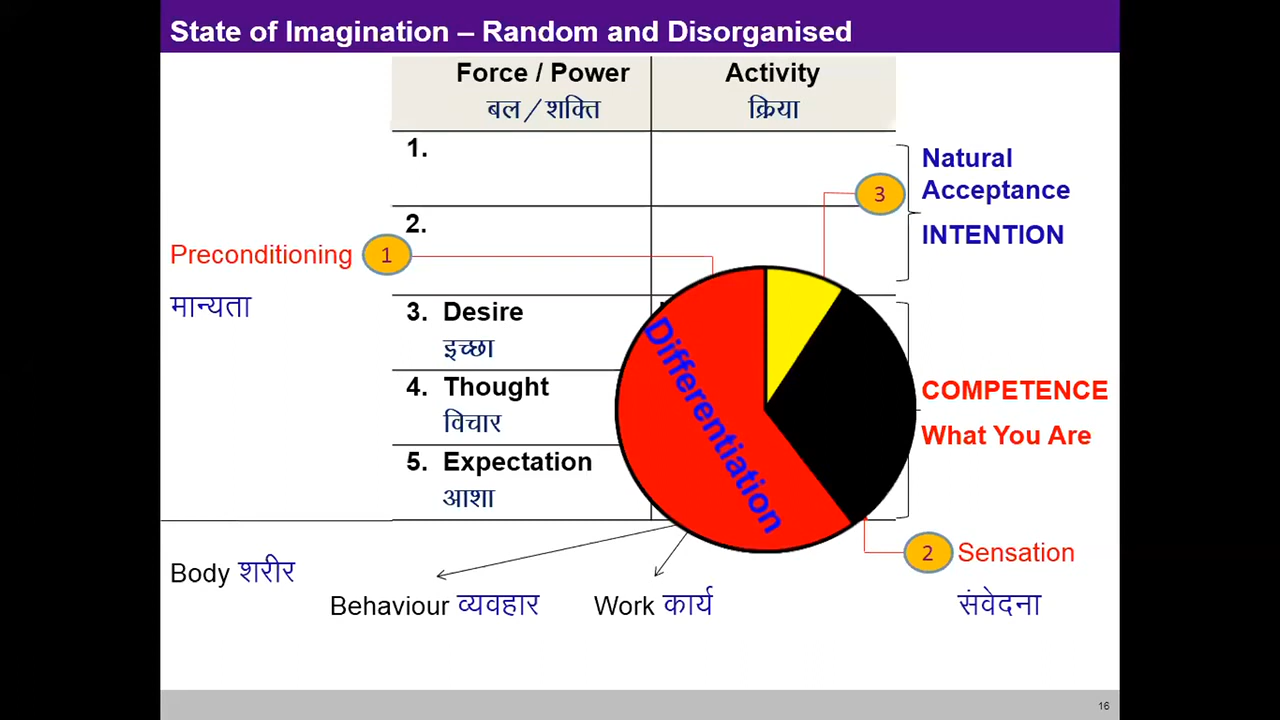 State of Imagination – Random and Disorganised
Force / Power
बल / शक्ति
Activity
क्रिया
1.
2.
3. Desire
इच्छा
4. Thought
विचार
5. Expectation
आशा
Preconditioning
मान्यता
1
3
Natural
Acceptance
INTENTION
Differentiation
COMPETENCE
What You Are
2
Sensation
संवेदना
Body शरीर
Behaviour व्यवहार
Work कार्य
16